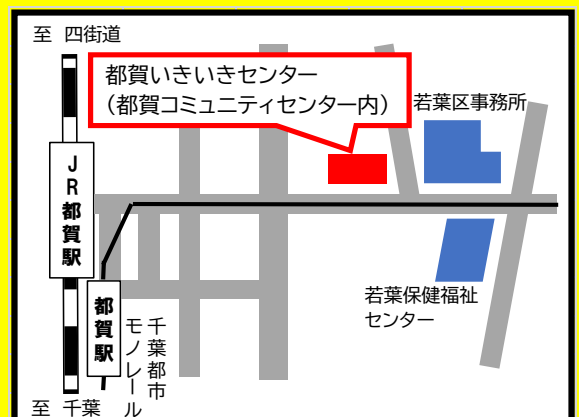 至 四街道
都賀いきいきセンター
（都賀コミュニティセンター内）
若葉区事務所
JR都賀駅
都賀駅
千葉都市
モノレール
若葉保健福祉
センター
至 千葉